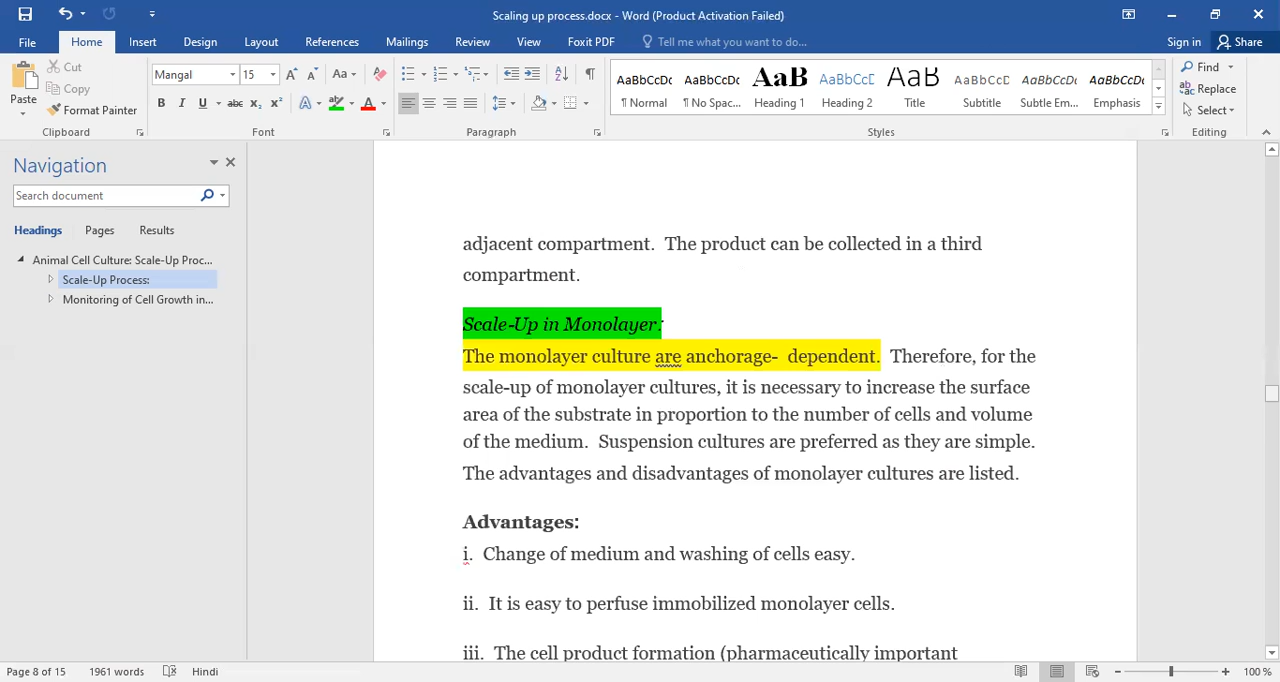 Scaling up process.docx - Word (Product Activation Failed)
File Home Insert Design Layout References Mailings Review View Foxit PDF Tell me what you want to do... Sign in Share
Paste Cut Copy Format Painter Clipboard
Mangal 15 Font
Paragraph
AaBbCcDc ¶ Normal
AaBbCcDc ¶ No Spac...
AaB Heading 1
AaBbCcD Heading 2
AaB Title
AaBbCcD Subtitle
AaBbCcDc Subtle Em...
AaBbCcDc Emphasis
Styles
Find Replace Select Editing
Navigation
Search document
Headings Pages Results
Animal Cell Culture: Scale-Up Proc...
Scale-Up Process:
Monitoring of Cell Growth in...
adjacent compartment. The product can be collected in a third
compartment.
Scale-Up in Monolayer:
The monolayer culture are anchorage- dependent. Therefore, for the
scale-up of monolayer cultures, it is necessary to increase the surface
area of the substrate in proportion to the number of cells and volume
of the medium. Suspension cultures are preferred as they are simple.
The advantages and disadvantages of monolayer cultures are listed.
Advantages:
i. Change of medium and washing of cells easy.
ii. It is easy to perfuse immobilized monolayer cells.
iii. The cell product formation (pharmaceutically important
Page 8 of 15 1961 words Hindi 100 %